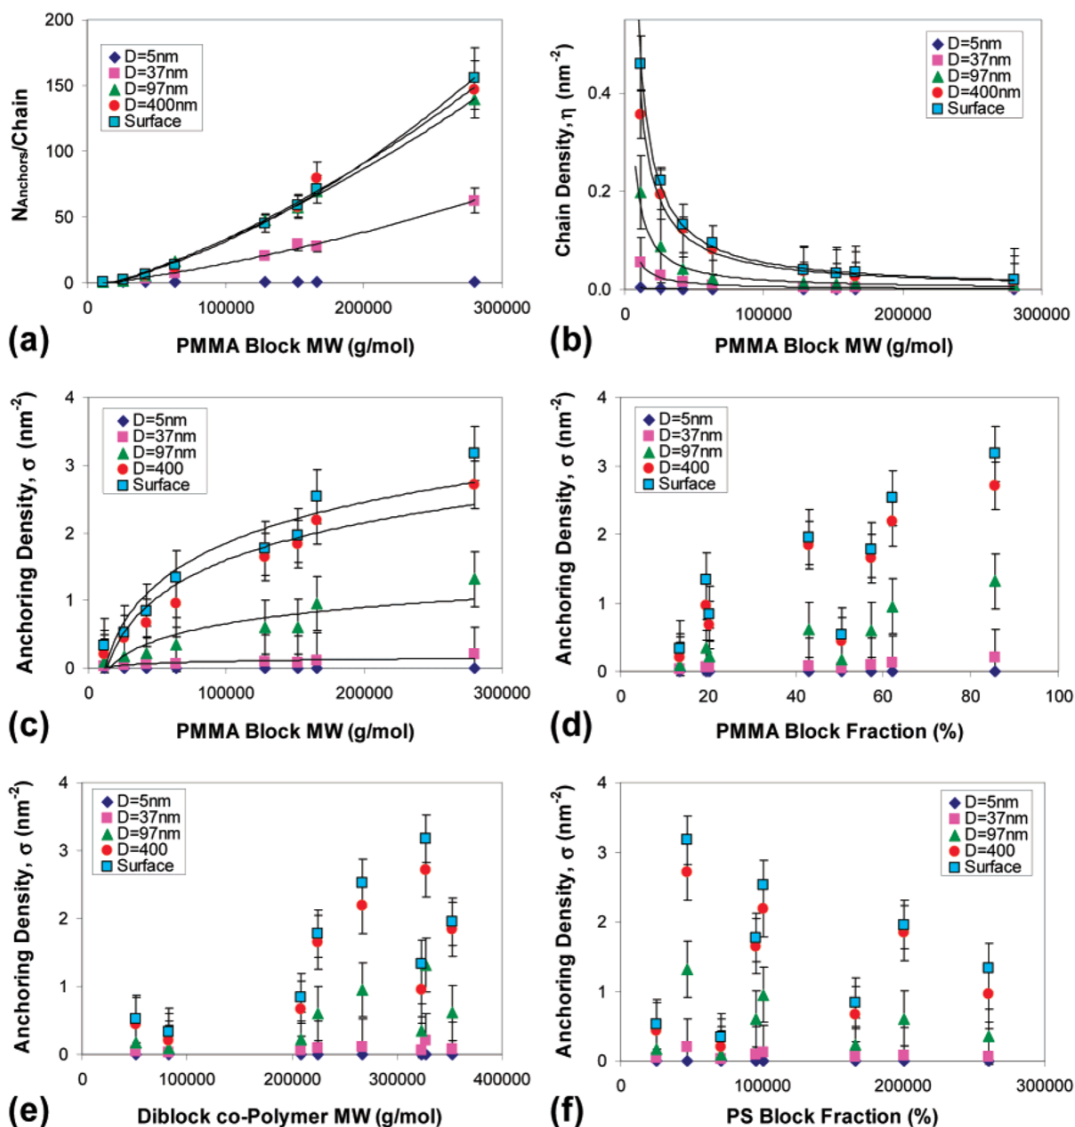 200
150
100
50
0
N Anchors/Chain
D=5nm
D=37nm
D=97nm
D=400nm
Surface
0 100000 200000 300000
(a) PMMA Block MW (g/mol)
0.4
0.2
0.0
Chain Density, η (nm-2)
D=5nm
D=37nm
D=97nm
D=400nm
Surface
0 100000 200000 300000
(b) PMMA Block MW (g/mol)
4
3
2
1
0
Anchoring Density, σ (nm-2)
D=5nm
D=37nm
D=97nm
D=400
Surface
0 100000 200000 300000
(c) PMMA Block MW (g/mol)
4
3
2
1
0
Anchoring Density, σ (nm-2)
D=5nm
D=37nm
D=97nm
D=400
Surface
0 20 40 60 80 100
(d) PMMA Block Fraction (%)
4
3
2
1
0
Anchoring Density, σ (nm-2)
D=5nm
D=37nm
D=97nm
D=400
Surface
0 100000 200000 300000 400000
(e) Diblock co-Polymer MW (g/mol)
4
3
2
1
0
Anchoring Density, σ (nm-2)
D=5nm
D=37nm
D=97nm
D=400
Surface
0 100000 200000 300000
(f) PS Block Fraction (%)